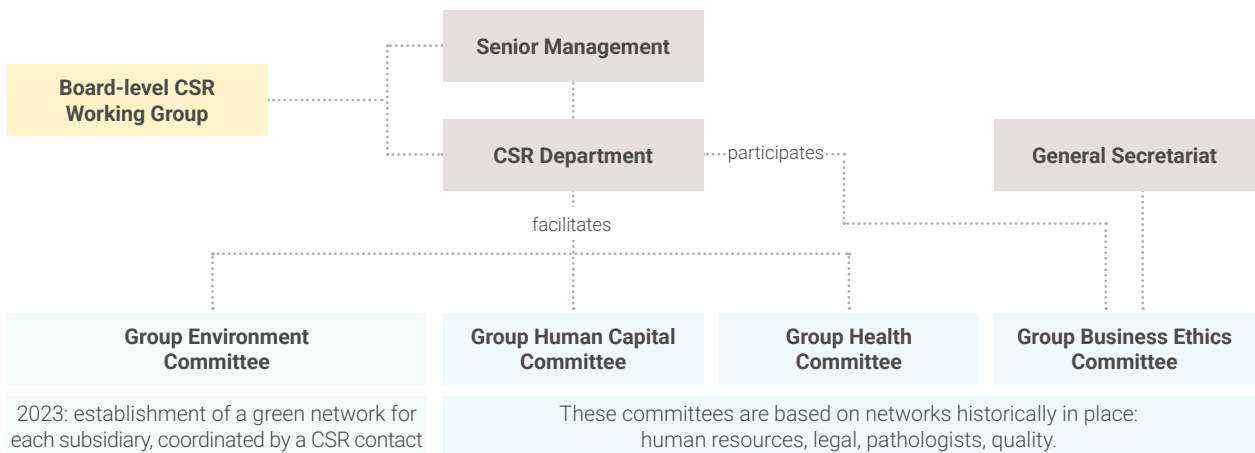 Senior Management
Board-level CSR
Working Group
CSR Department
participates
General Secretariat
facilitates
Group Environment
Committee
Group Human Capital
Committee
Group Health
Committee
Group Business Ethics
Committee
2023: establishment of a green network for
each subsidiary, coordinated by a CSR contact
These committees are based on networks historically in place:
human resources, legal, pathologists, quality.